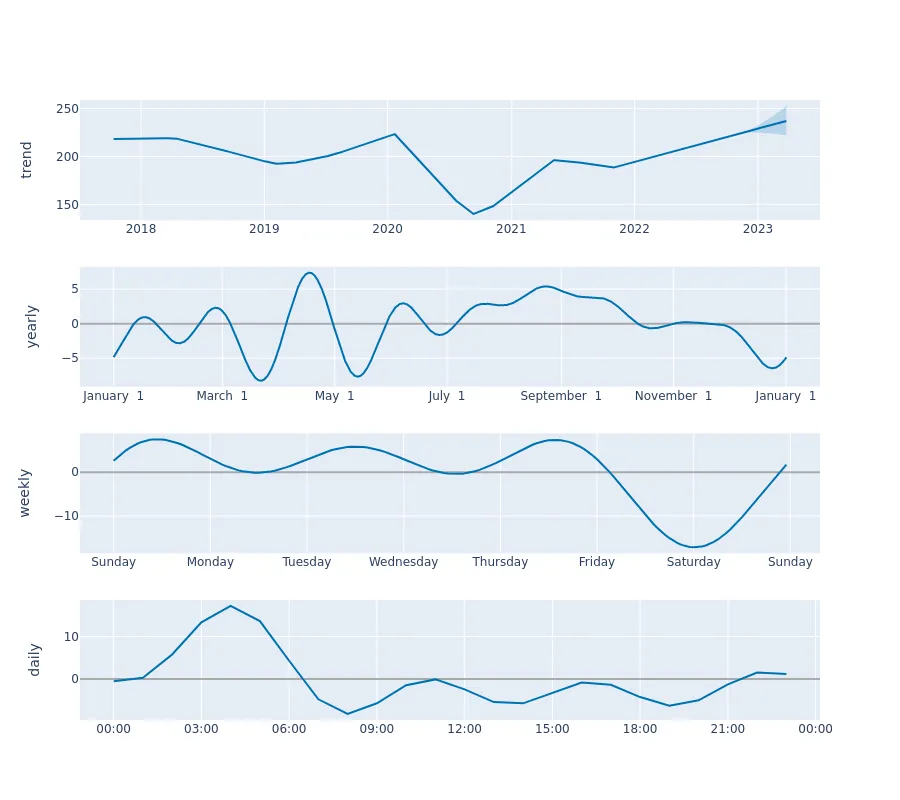 trend
250
200
150
2018 2019 2020 2021 2022 2023
yearly
5
0
−5
January 1 March 1 May 1 July 1 September 1 November 1 January 1
weekly
0
−10
Sunday Monday Tuesday Wednesday Thursday Friday Saturday Sunday
daily
10
0
00:00 03:00 06:00 09:00 12:00 15:00 18:00 21:00 00:00